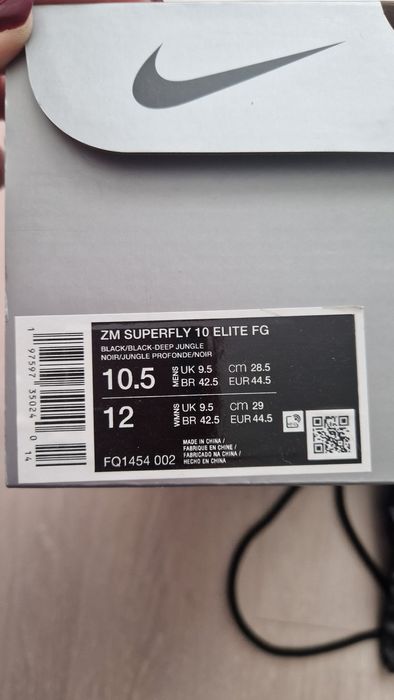 ZM SUPERFLY 10 ELITE FG
BLACK/BLACK-DEEP JUNGLE
NOIR/JUNGLE PROFONDE/NOIR
10.5 MENS UK 9.5 cm 28.5
BR 42.5 EUR 44.5
12 WMNS UK 9.5 cm 29
BR 42.5 EUR 44.5
MADE IN CHINA /
FABRIQUE EN CHINE /
FABRICADO NA CHINA /
HECHO EN CHINA
FQ1454 002
1 97597 35024 0 14